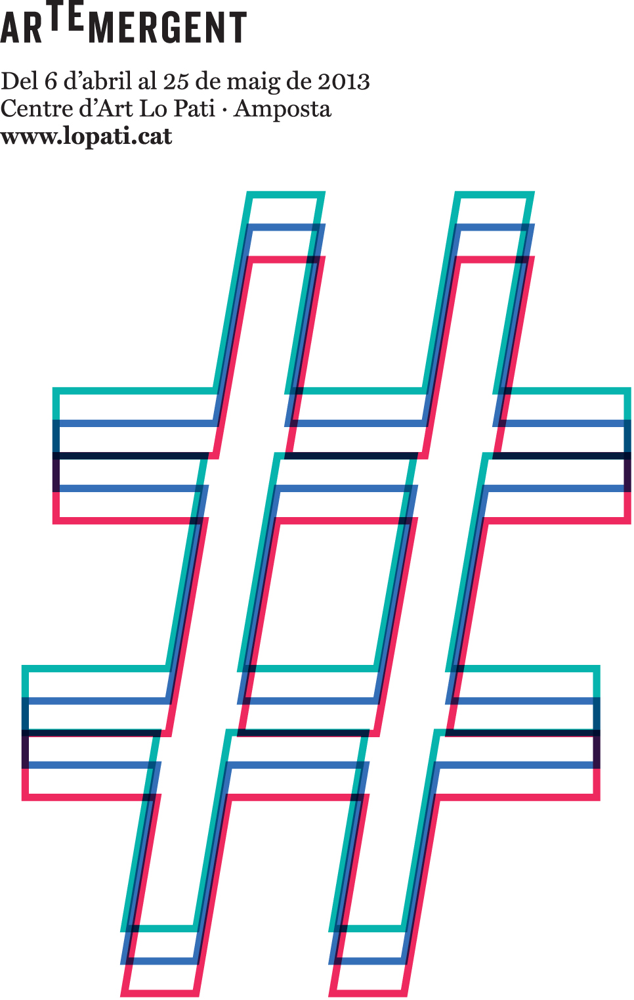 ARTEMERGENT
Del 6 d’abril al 25 de maig de 2013
Centre d’Art Lo Pati · Amposta
www.lopati.cat
#